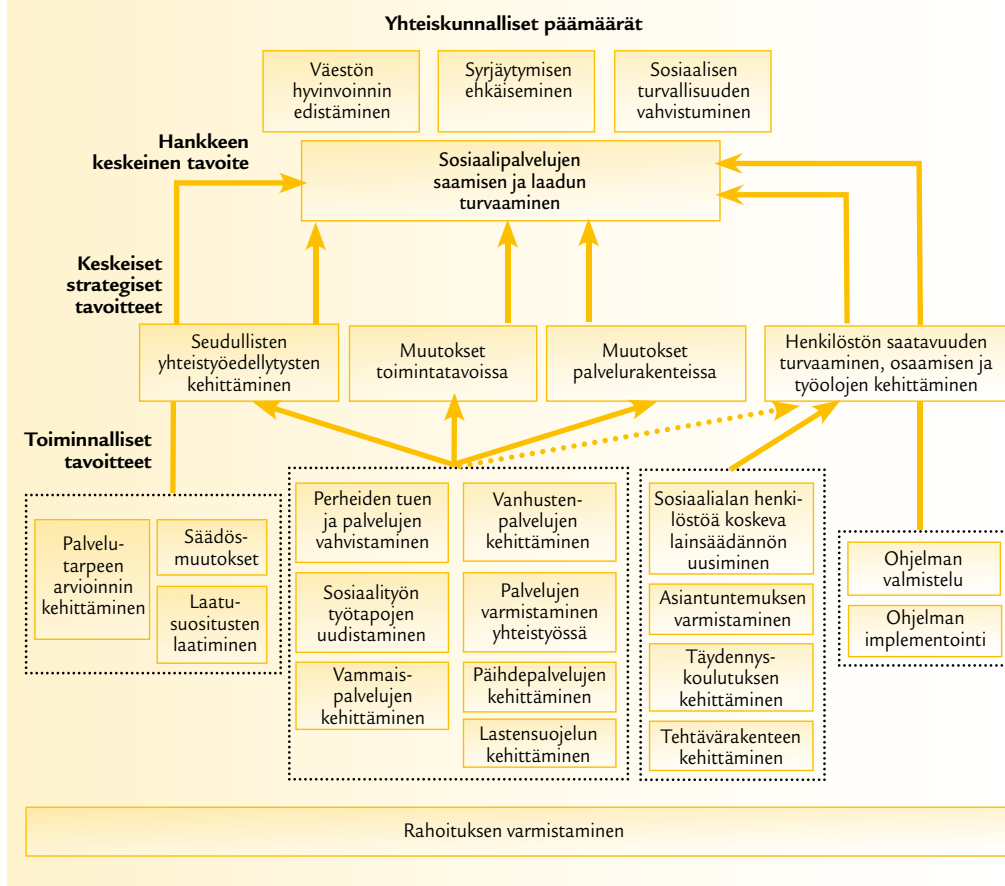 Yhteiskunnalliset päämäärät
Väestön
hyvinvoinnin
edistäminen
Syrjäytymisen
ehkäiseminen
Sosiaalisen
turvallisuuden
vahvistuminen
Hankkeen
keskeinen tavoite
Sosiaalipalvelujen
saamisen ja laadun
turvaaminen
Keskeiset
strategiset
tavoitteet
Seudullisten
yhteistyöedellytysten
kehittäminen
Muutokset
toimintatavoissa
Muutokset
palvelurakenteissa
Henkilöstön saatavuuden
turvaaminen, osaamisen ja
työolojen kehittäminen
Toiminnalliset
tavoitteet
Palvelu-
tarpeen
arvioinnin
kehittäminen
Säädös-
muutokset
Laatu-
suositusten
laatiminen
Perheiden tuen
ja palvelujen
vahvistaminen
Vanhusten-
palvelujen
kehittäminen
Sosiaalityön
työtapojen
uudistaminen
Palvelujen
varmistaminen
yhteistyössä
Vammais-
palvelujen
kehittäminen
Päihdepalvelujen
kehittäminen
Lastensuojelun
kehittäminen
Sosiaalialan henki-
löstöä koskeva
lainsäädännön
uusiminen
Asiantuntemuksen
varmistaminen
Täydennys-
koulutuksen
kehittäminen
Tehtävärakenteen
kehittäminen
Ohjelman
valmistelu
Ohjelman
implementointi
Rahoituksen varmistaminen